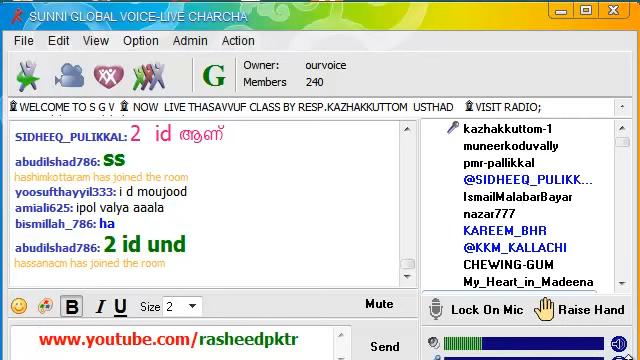 SUNNI GLOBAL VOICE-LIVE CHARCHA
File Edit View Option Admin Action
G Owner: ourvoice
Members 240
WELCOME TO S G V NOW LIVE THASAVVUF CLASS BY RESP.KAZHAKKUTTOM USTHAD VISIT RADIO;
SIDHEEQ_PULIKKAL: 2 id ആണ്
abudilshad786: ss
hashimkottaram has joined the room
yoosufthayyil333: i d moujood
amiali625: ipol valya aaala
bismillah_786: ha
abudilshad786: 2 id und
hassanacm has joined the room
kazhakkuttom-1
muneerkoduvally
pmr-pallikkal
@SIDHEEQ_PULIKK...
IsmailMalabarBayar
nazar777
KAREEM_BHR
@KKM_KALLACHI
CHEWING-GUM
My_Heart_in_Madeena
B I U Size 2 Mute
Lock On Mic Raise Hand
www.youtube.com/rasheedpktr
Send